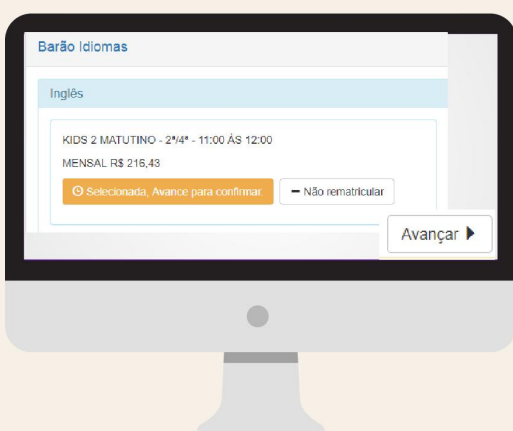 Barão Idiomas
Inglês
KIDS 2 MATUTINO - 2ª/4ª - 11:00 ÁS 12:00
MENSAL R$ 216,43
Selecionada, Avance para confirmar.
Não rematricular
Avançar